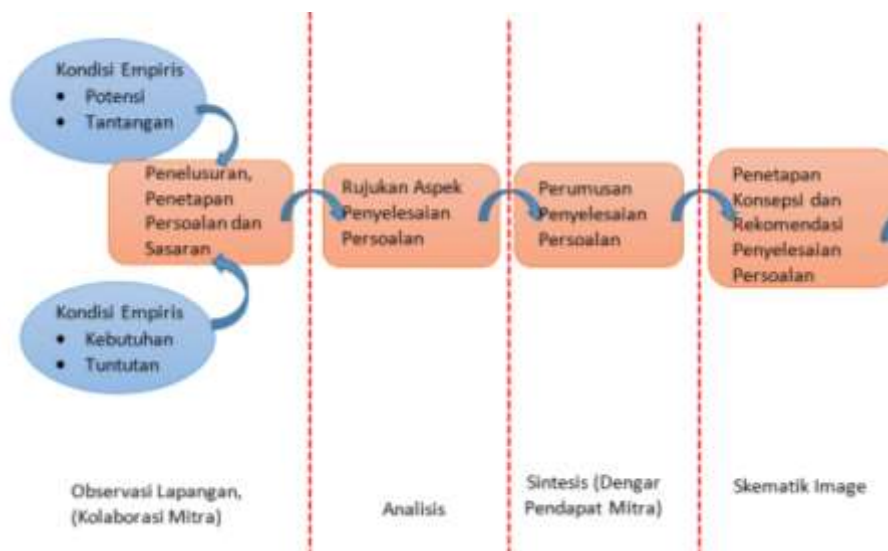 Kondisi Empiris
• Potensi
• Tantangan
Penelusuran,
Penetapan
Persoalan dan
Sasaran
Kondisi Empiris
• Kebutuhan
• Tuntutan
Rujukan Aspek
Penyelesaian
Persoalan
Perumusan
Penyelesaian
Persoalan
Penetapan
Konsepsi dan
Rekomendasi
Penyelesaian
Persoalan
Observasi Lapangan,
(Kolaborasi Mitra)
Analisis
Sintesis (Dengar
Pendapat Mitra)
Skematik Image